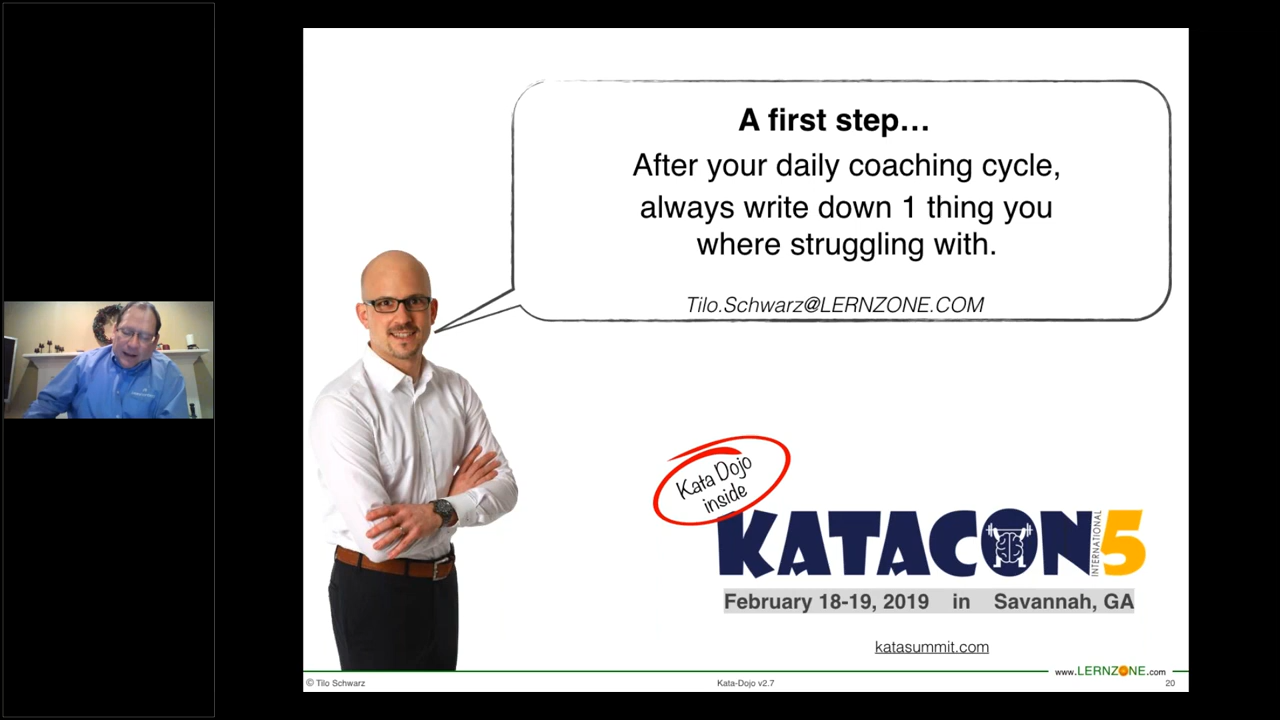 A first step…
After your daily coaching cycle,
always write down 1 thing you
where struggling with.
Tilo.Schwarz@LERNZONE.COM
Kata Dojo
inside
KATACON INTERNATIONAL 5
February 18-19, 2019 in Savannah, GA
katasummit.com
www.LERNZONE.com
© Tilo Schwarz
Kata-Dojo v2.7
20